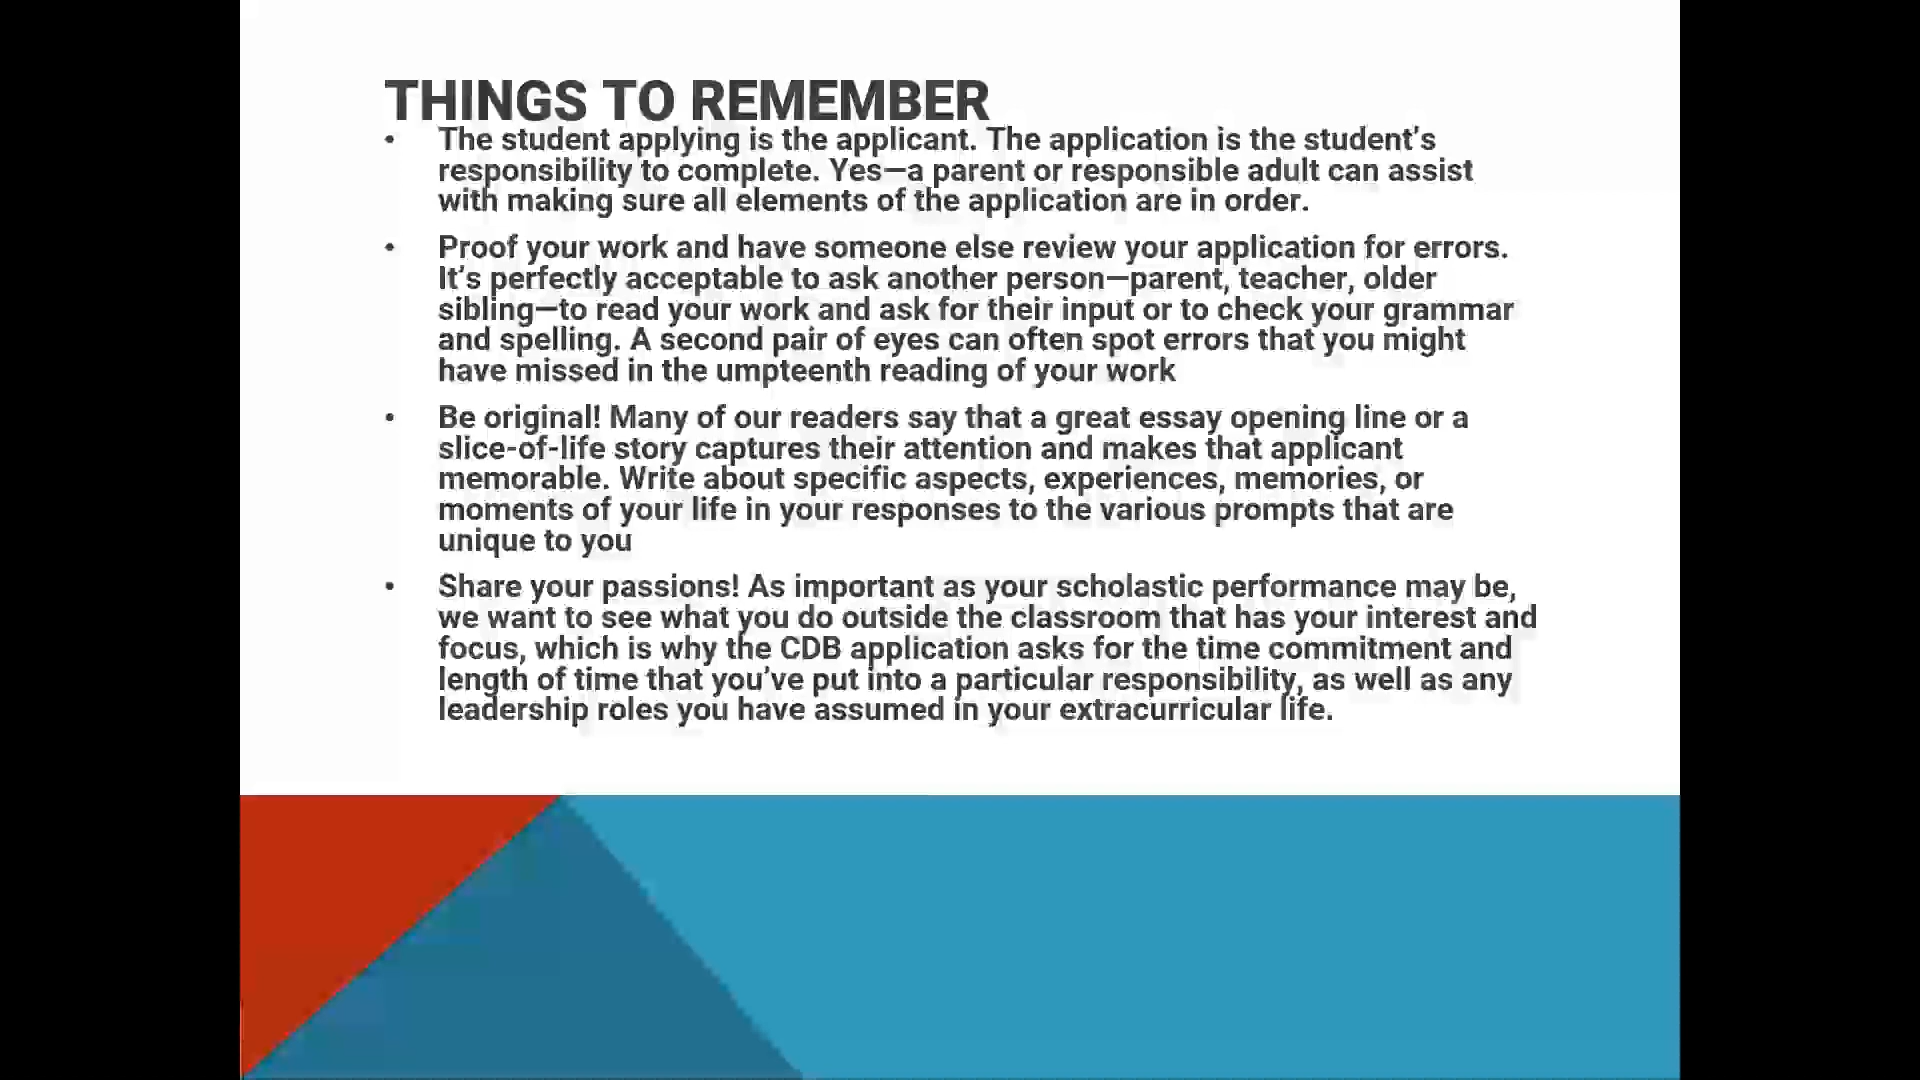 THINGS TO REMEMBER
• The student applying is the applicant. The application is the student’s
responsibility to complete. Yes—a parent or responsible adult can assist
with making sure all elements of the application are in order.
• Proof your work and have someone else review your application for errors.
It’s perfectly acceptable to ask another person—parent, teacher, older
sibling—to read your work and ask for their input or to check your grammar
and spelling. A second pair of eyes can often spot errors that you might
have missed in the umpteenth reading of your work
• Be original! Many of our readers say that a great essay opening line or a
slice-of-life story captures their attention and makes that applicant
memorable. Write about specific aspects, experiences, memories, or
moments of your life in your responses to the various prompts that are
unique to you
• Share your passions! As important as your scholastic performance may be,
we want to see what you do outside the classroom that has your interest and
focus, which is why the CDB application asks for the time commitment and
length of time that you’ve put into a particular responsibility, as well as any
leadership roles you have assumed in your extracurricular life.